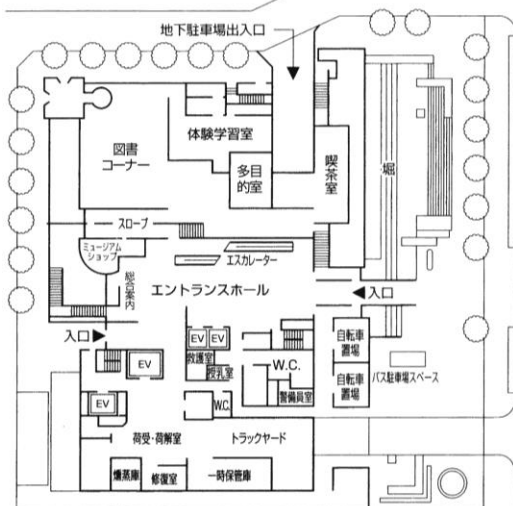 地下駐車場出入口
体験学習室
図書
コーナー
多目
的室
喫茶室
堀
スロープ
ミュージアム
ショップ
エスカレーター
総合案内
エントランスホール
入口
入口
EV
EV
EV
救護室
授乳室
W.C.
自転車
置場
自転車
置場
バス駐車場スペース
警備員室
EV
W.C.
荷受・荷解室
トラックヤード
燻蒸庫
修復室
一時保管庫